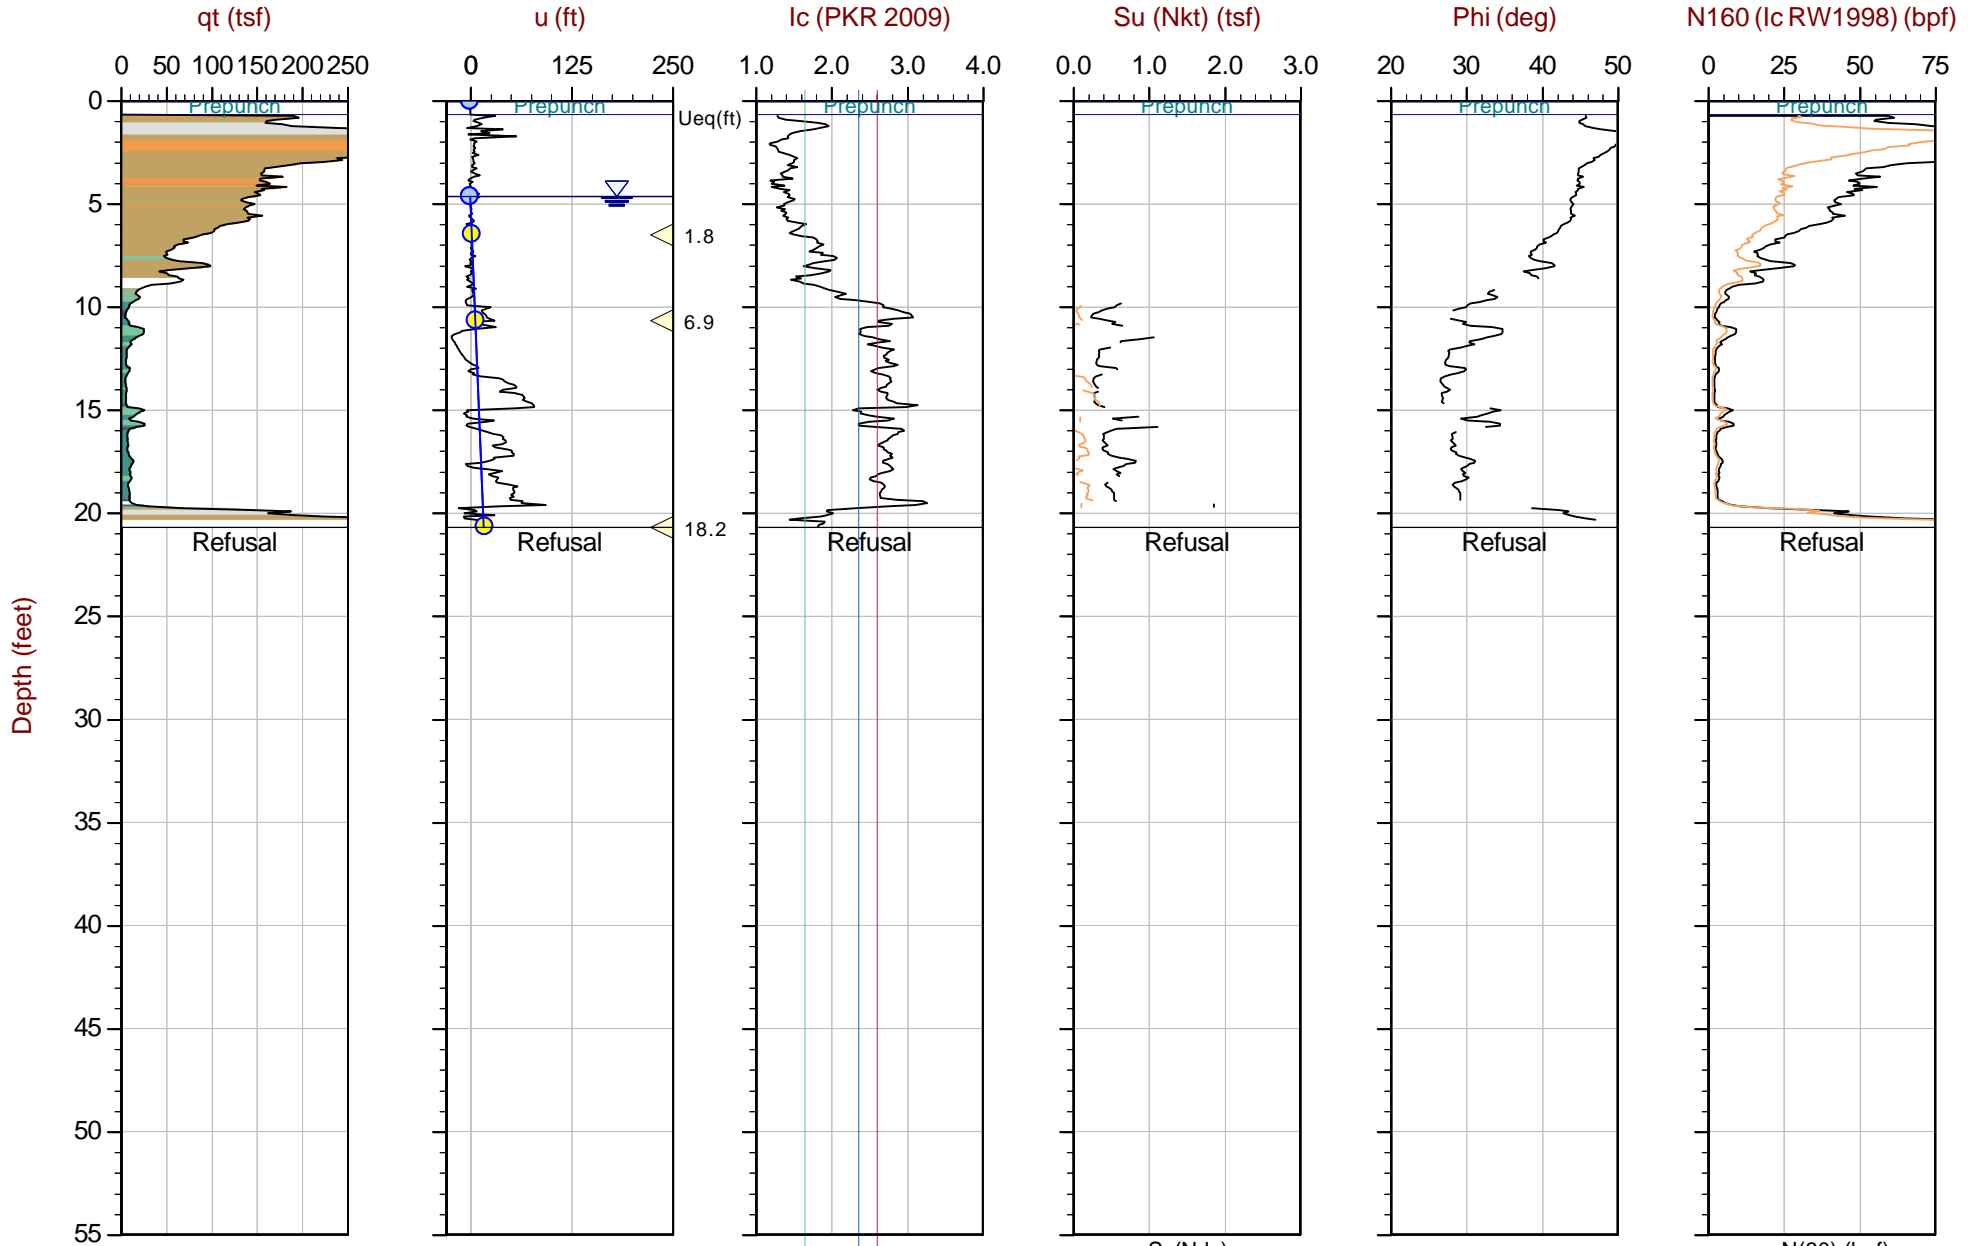 qt (tsf) u (ft) Ic (PKR 2009) Su (Nkt) (tsf) Phi (deg) N160 (Ic RW1998) (bpf)
0 50 100 150 200 250 0 125 250 1.0 2.0 3.0 4.0 0.0 1.0 2.0 3.0 20 30 40 50 0 25 50 75
0 Prepunch Prepunch Prepunch Prepunch Prepunch Prepunch
Ueq(ft)
5
1.8
10
6.9
15
20
18.2
Refusal Refusal Refusal Refusal Refusal Refusal
25
Depth (feet)
30
35
40
45
50
55